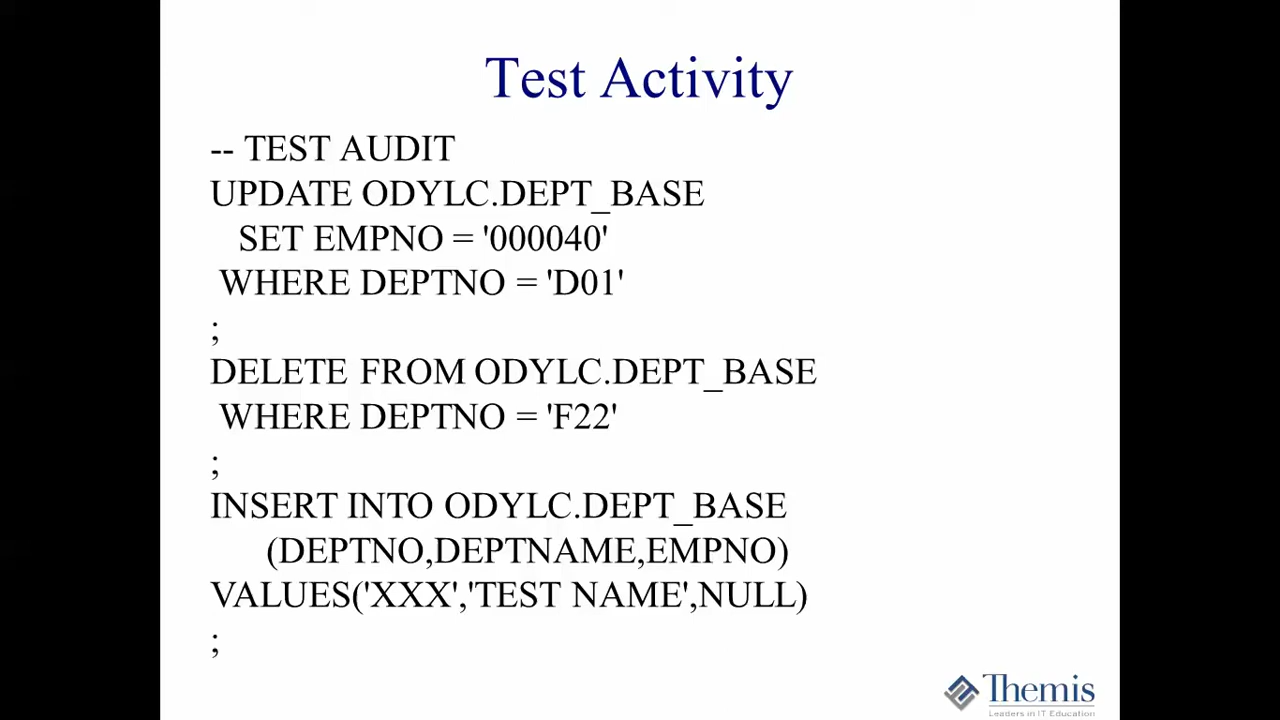 Test Activity
-- TEST AUDIT
UPDATE ODYLC.DEPT_BASE
SET EMPNO = '000040'
WHERE DEPTNO = 'D01'
;
DELETE FROM ODYLC.DEPT_BASE
WHERE DEPTNO = 'F22'
;
INSERT INTO ODYLC.DEPT_BASE
(DEPTNO,DEPTNAME,EMPNO)
VALUES('XXX','TEST NAME',NULL)
;
Themis
Leaders in IT Education